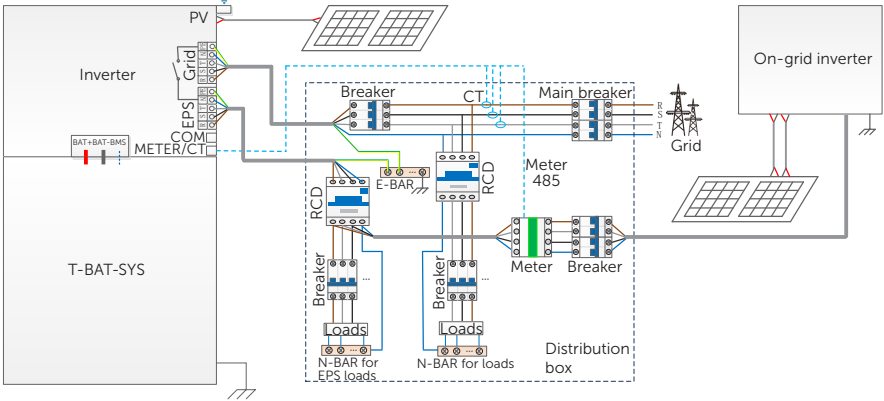 PV
Inverter
Grid
EPS
COM
METER/CT
BAT+BAT-BMS
T-BAT-SYS
Breaker
CT
Main breaker
R
S
T
N
Grid
On-grid inverter
E-BAR
RCD
RCD
Meter
485
Meter
Breaker
Breaker
Breaker
...
...
Loads
Loads
N-BAR for
EPS loads
N-BAR for loads
Distribution
box